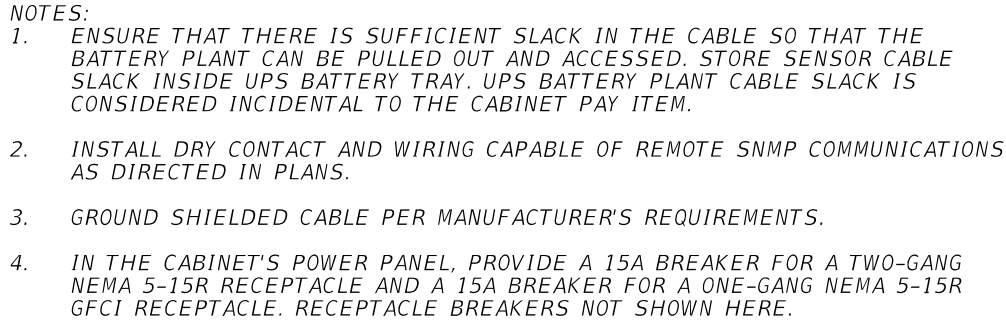 NOTES:
1. ENSURE THAT THERE IS SUFFICIENT SLACK IN THE CABLE SO THAT THE
BATTERY PLANT CAN BE PULLED OUT AND ACCESSED. STORE SENSOR CABLE
SLACK INSIDE UPS BATTERY TRAY. UPS BATTERY PLANT CABLE SLACK IS
CONSIDERED INCIDENTAL TO THE CABINET PAY ITEM.
2. INSTALL DRY CONTACT AND WIRING CAPABLE OF REMOTE SNMP COMMUNICATIONS
AS DIRECTED IN PLANS.
3. GROUND SHIELDED CABLE PER MANUFACTURER'S REQUIREMENTS.
4. IN THE CABINET'S POWER PANEL, PROVIDE A 15A BREAKER FOR A TWO-GANG
NEMA 5-15R RECEPTACLE AND A 15A BREAKER FOR A ONE-GANG NEMA 5-15R
GFCI RECEPTACLE. RECEPTACLE BREAKERS NOT SHOWN HERE.